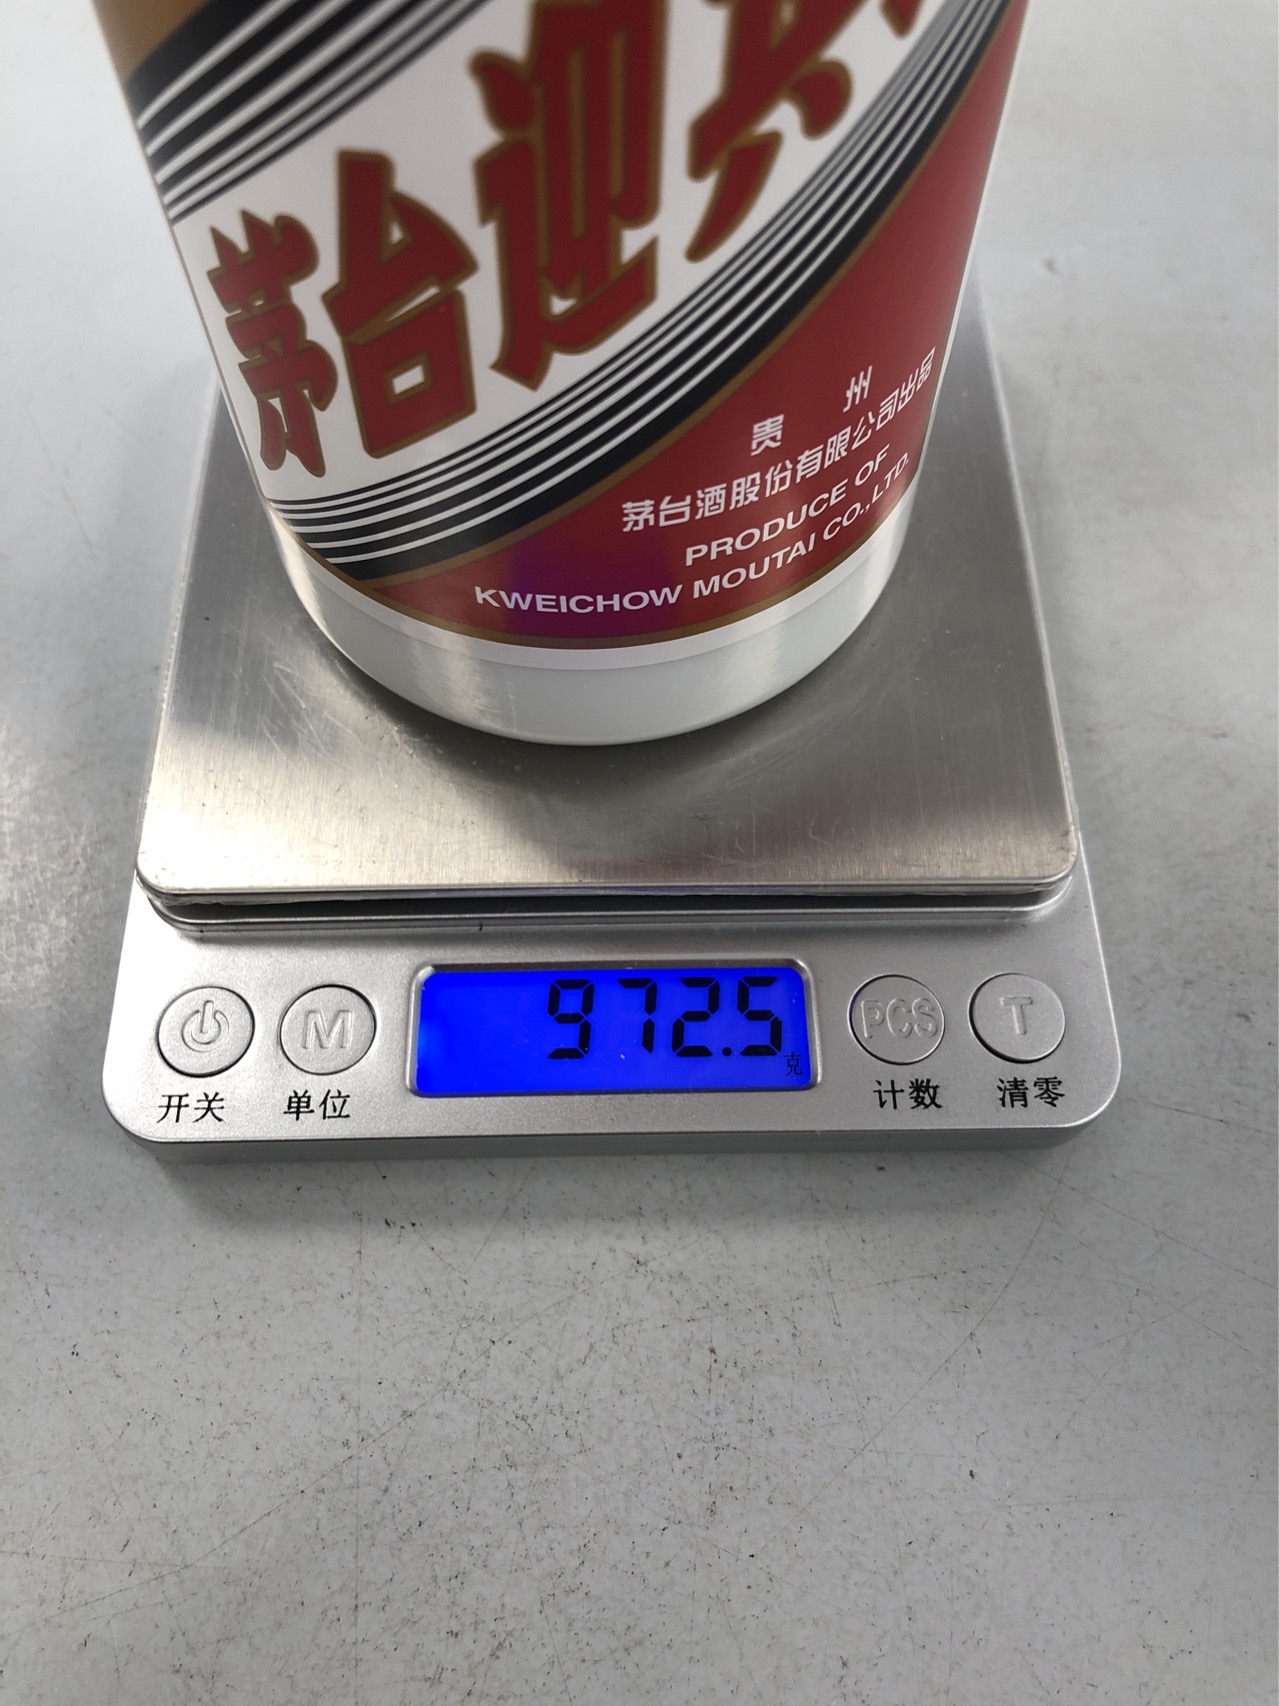 茅台迎宾
贵州
茅台酒股份有限公司出品
PRODUCE OF
KWEICHOW MOUTAI CO.,LTD.
972.5
克
M
PCS
T
开关
单位
计数
清零